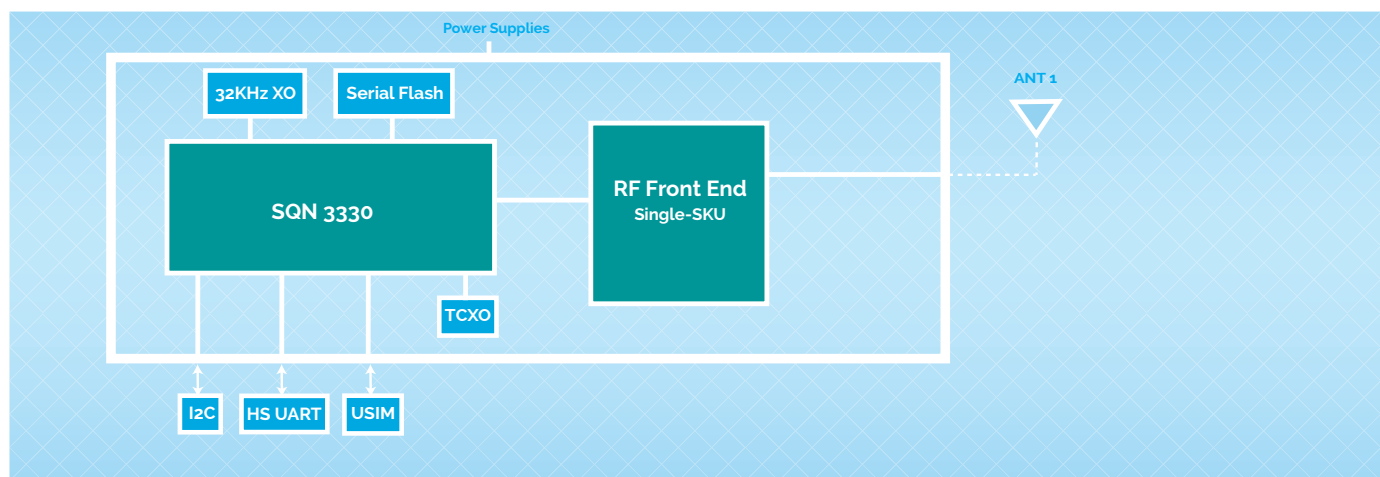 Power Supplies
ANT 1
32KHz XO
Serial Flash
RF Front End
Single-SKU
SQN 3330
TCXO
I2C
HS UART
USIM